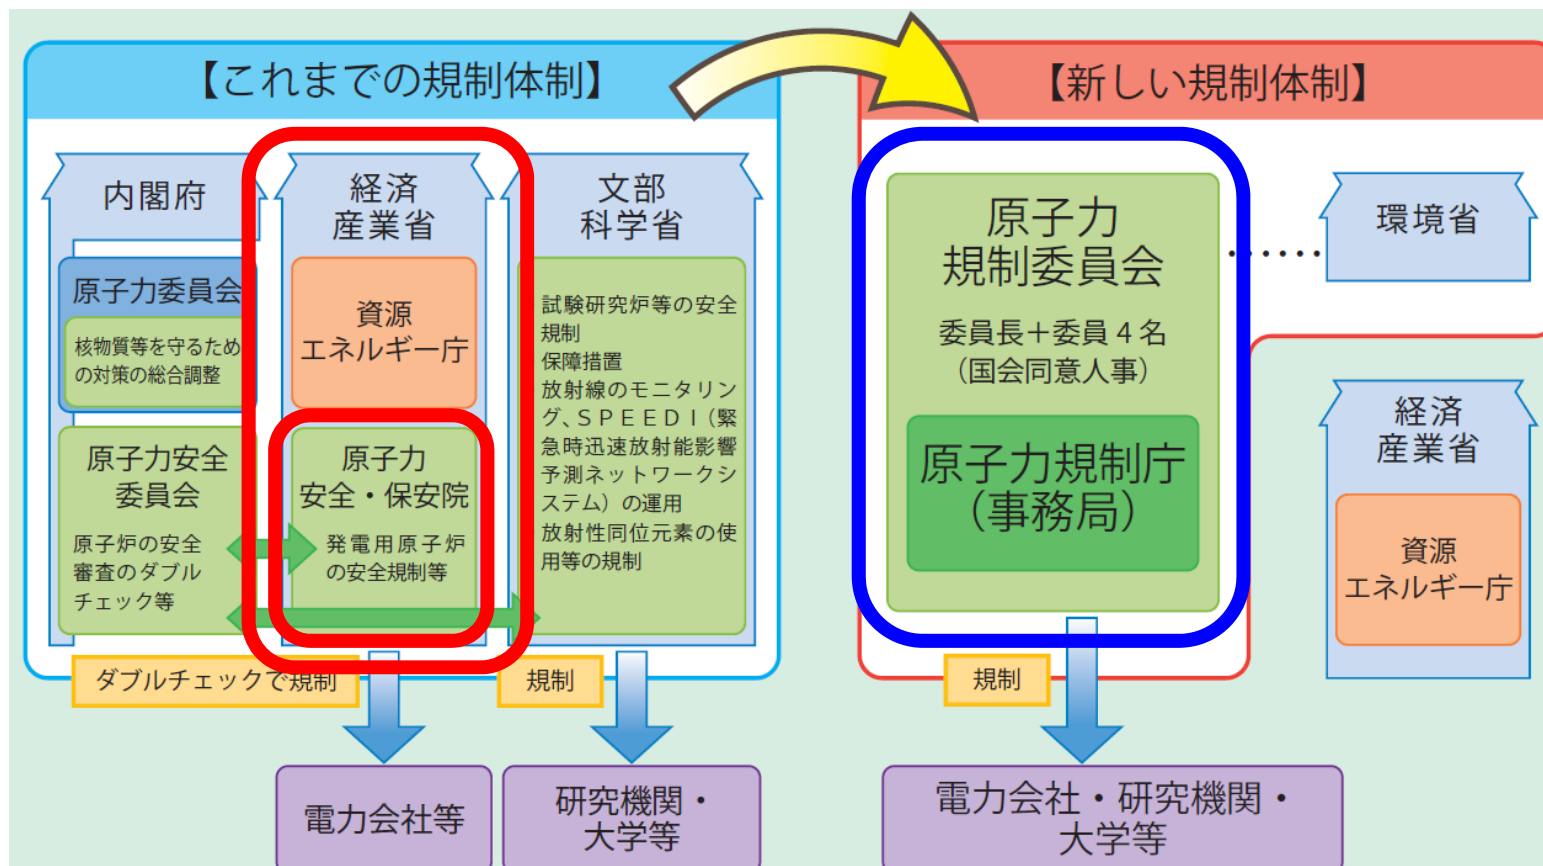 【これまでの規制体制】
内閣府
原子力委員会
核物質等を守るため
の対策の総合調整
原子力安全
委員会
原子炉の安全
審査のダブル
チェック等
経済
産業省
資源
エネルギー庁
原子力
安全・保安院
発電用原子炉
の安全規制等
文部
科学省
試験研究炉等の安全
規制
保障措置
放射線のモニタリン
グ、ＳＰＥＥＤＩ（緊
急時迅速放射能影響
予測ネットワークシ
ステム）の運用
放射性同位元素の使
用等の規制
ダブルチェックで規制
規制
電力会社等
研究機関・
大学等
【新しい規制体制】
原子力
規制委員会
委員長＋委員 4 名
（国会同意人事）
原子力規制庁
（事務局）
環境省
経済
産業省
資源
エネルギー庁
規制
電力会社・研究機関・
大学等